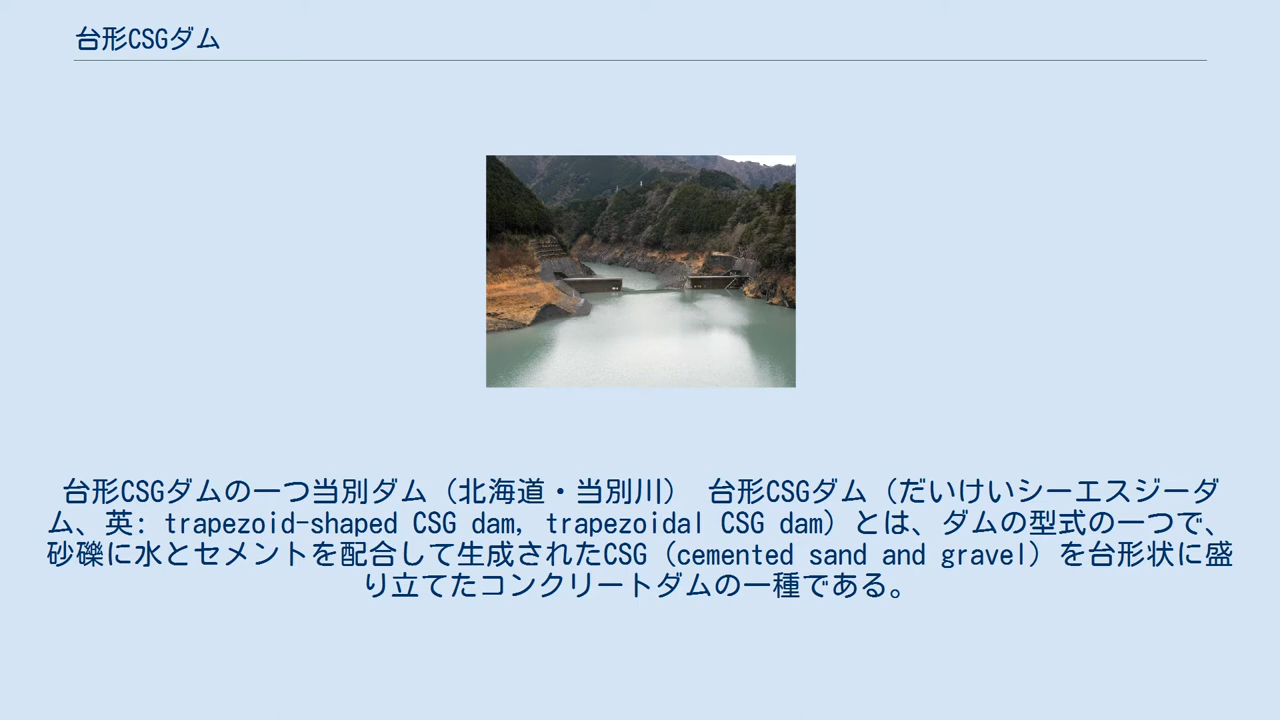 台形CSGダム
台形CSGダムの一つ当別ダム（北海道・当別川） 台形CSGダム（だいけいシーエスジーダ
ム、英: trapezoid-shaped CSG dam, trapezoidal CSG dam）とは、ダムの型式の一つで、
砂礫に水とセメントを配合して生成されたCSG（cemented sand and gravel）を台形状に盛
り立てたコンクリートダムの一種である。